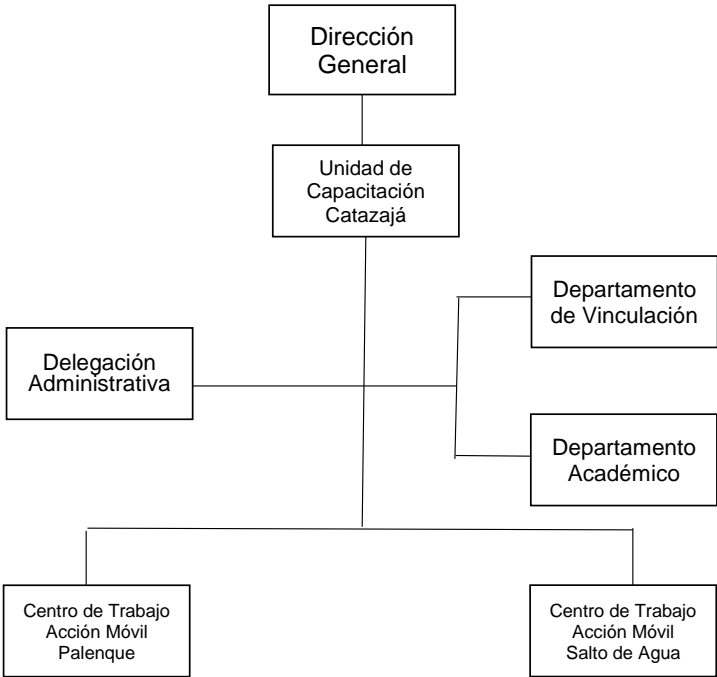 Dirección
General
Unidad de
Capacitación
Catazajá
Departamento
de Vinculación
Delegación
Administrativa
Departamento
Académico
Centro de Trabajo
Acción Móvil
Palenque
Centro de Trabajo
Acción Móvil
Salto de Agua